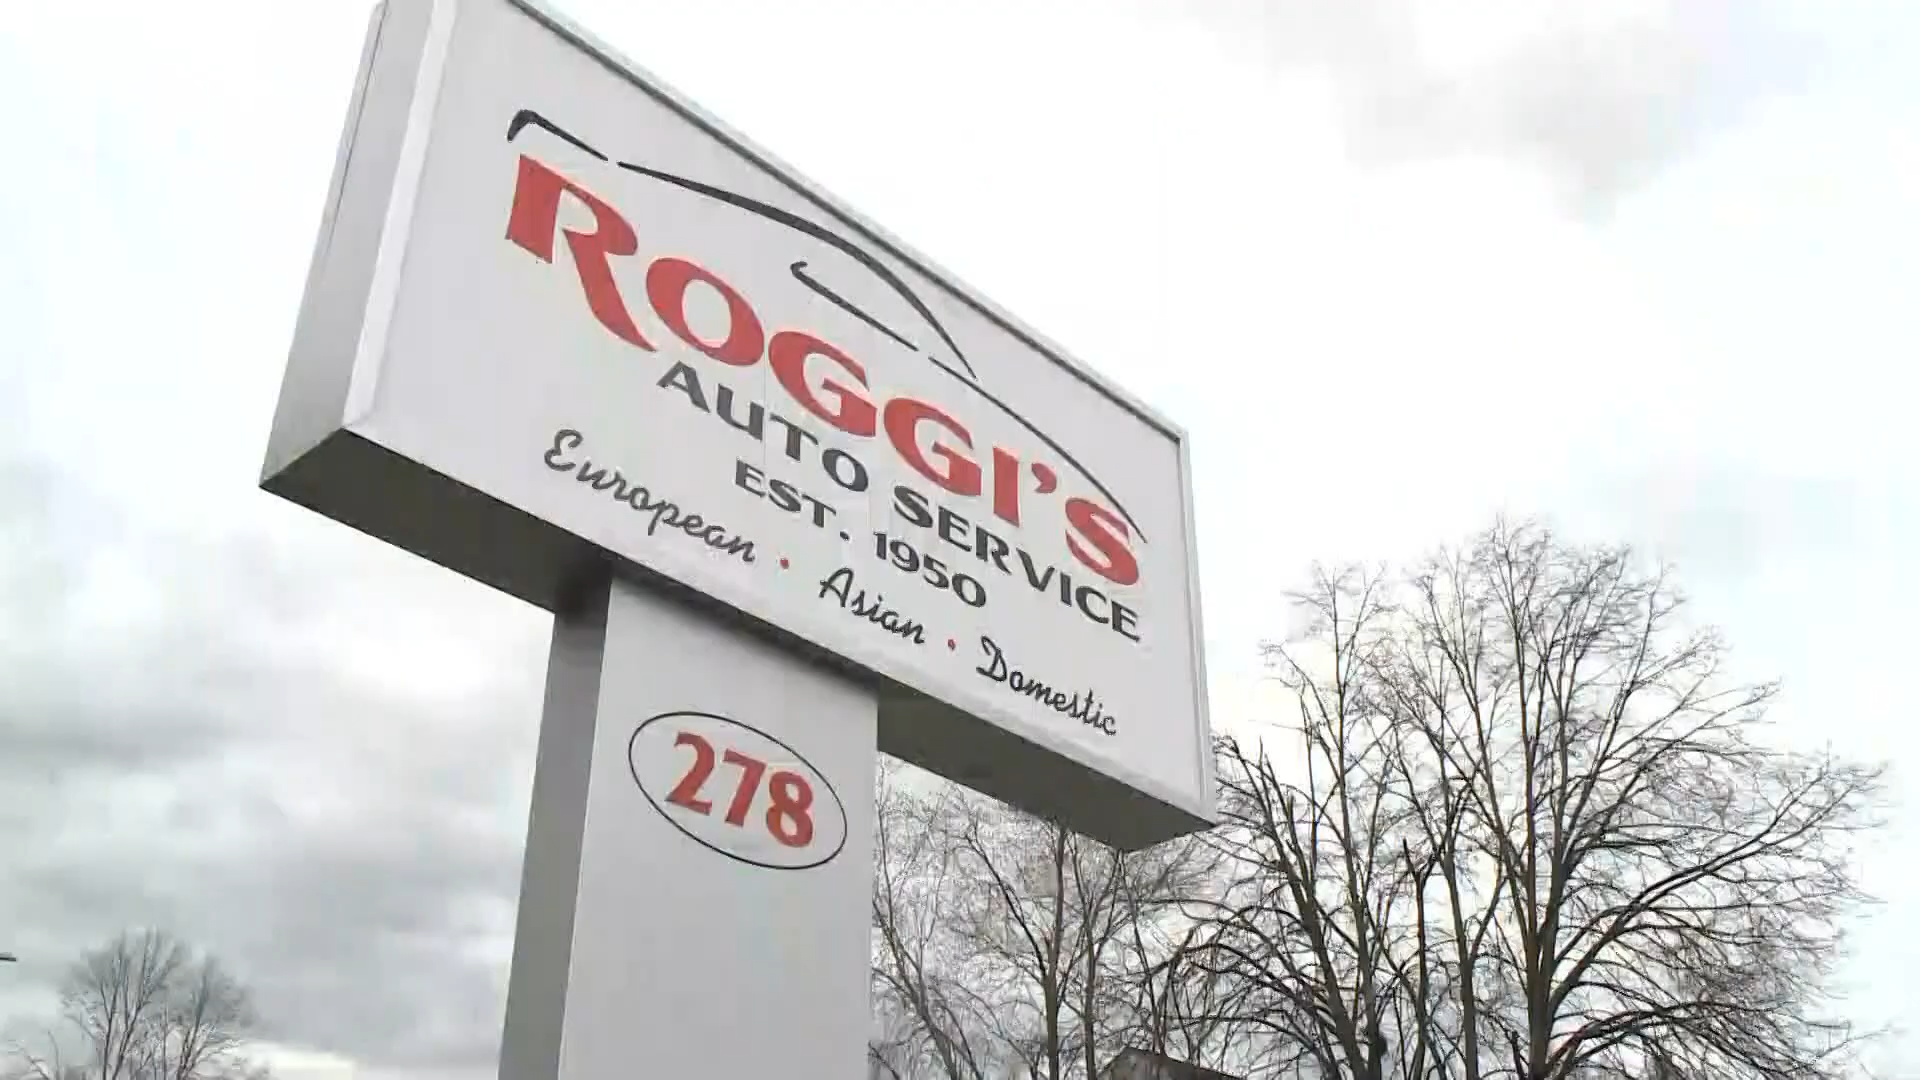 ROGGI'S
AUTO SERVICE
EST. 1950
European · Asian · Domestic
278